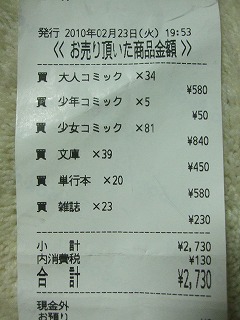 発行 2010年02月23日(火) 19:53
<< お売り頂いた商品金額 >>
買 大人コミック ×34
¥580
買 少年コミック ×5
¥50
買 少女コミック ×81
¥840
買 文庫 ×39
¥450
買 単行本 ×20
¥580
買 雑誌 ×23
¥230
小 計 ¥2,730
内消費税 ¥130
合 計 ¥2,730
現金外
お預り